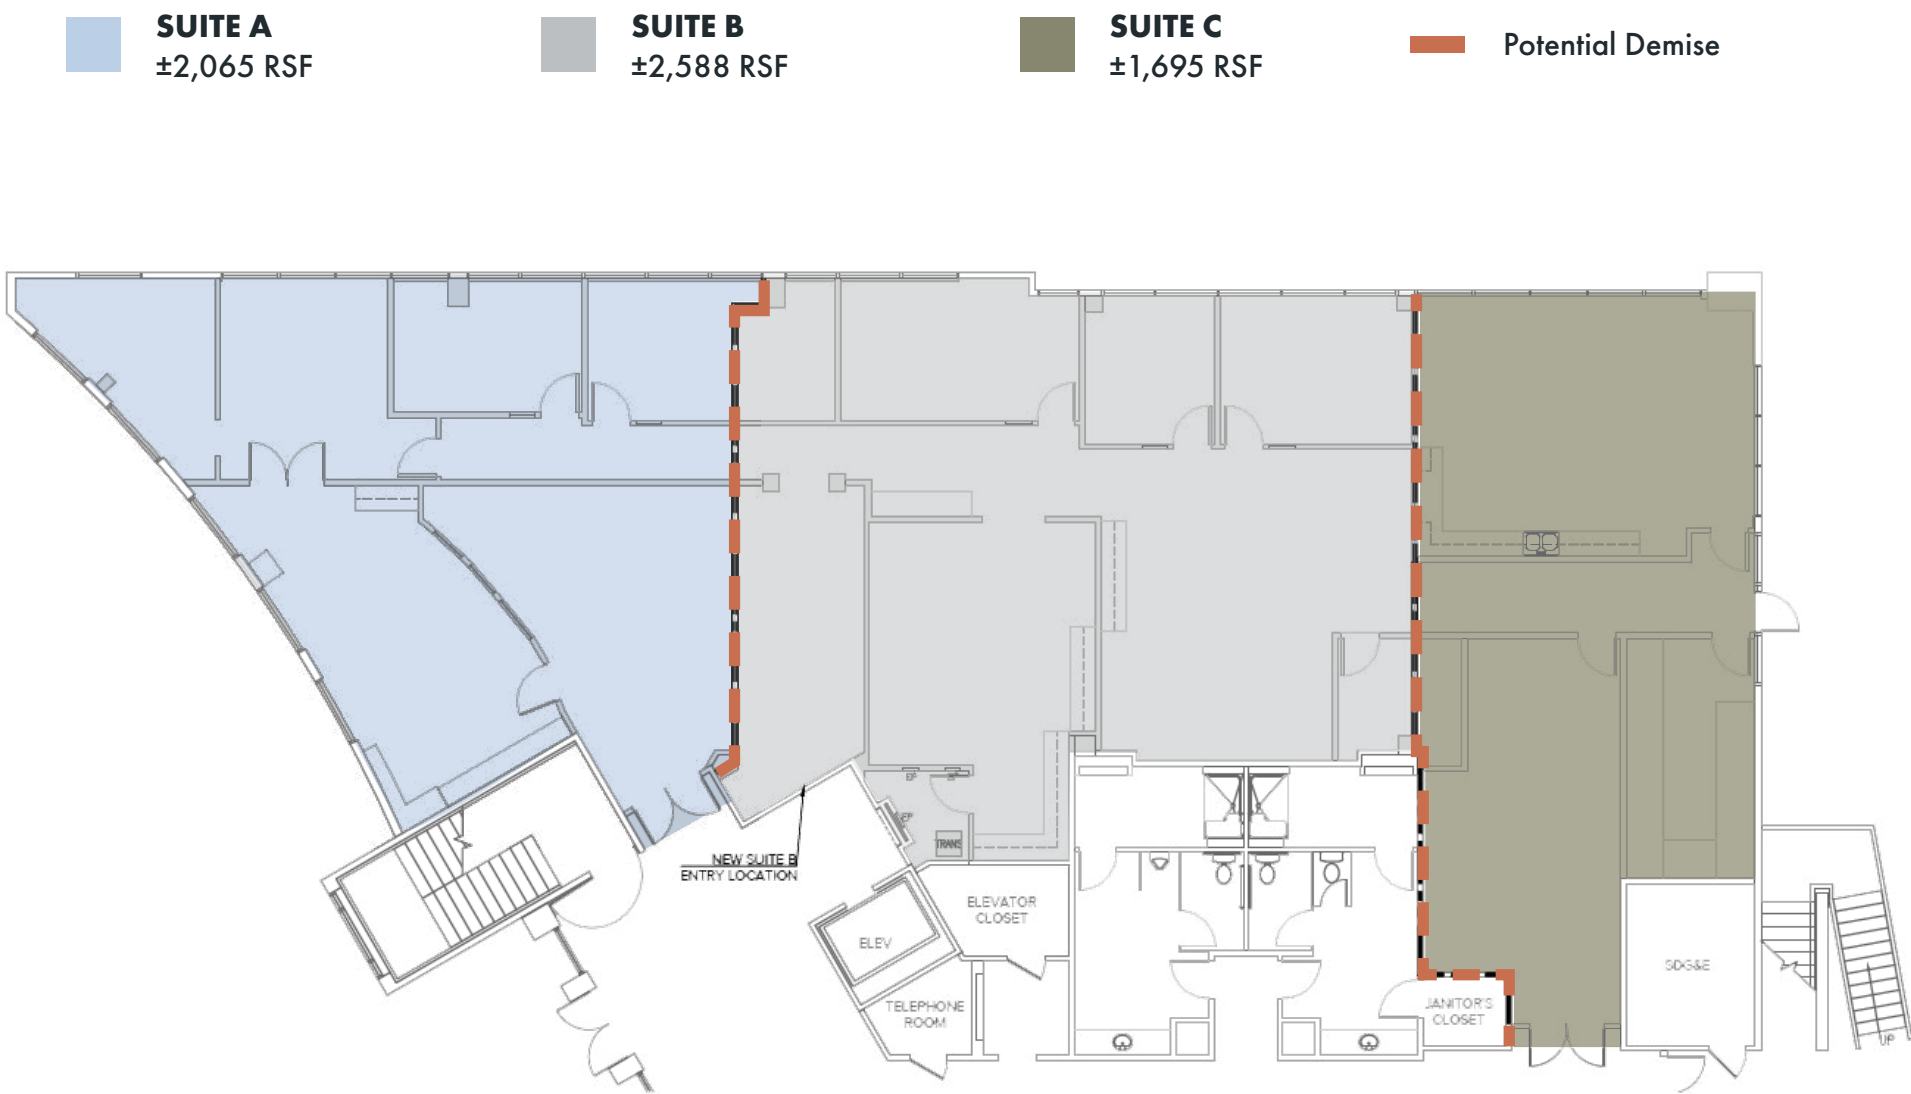 SUITE A
±2,065 RSF
SUITE B
±2,588 RSF
SUITE C
±1,695 RSF
Potential Demise
EP
TRANS
NEW SUITE B
ENTRY LOCATION
ELEVATOR
CLOSET
ELEV
TELEPHONE
ROOM
JANITOR'S
CLOSET
SDG&E
UP